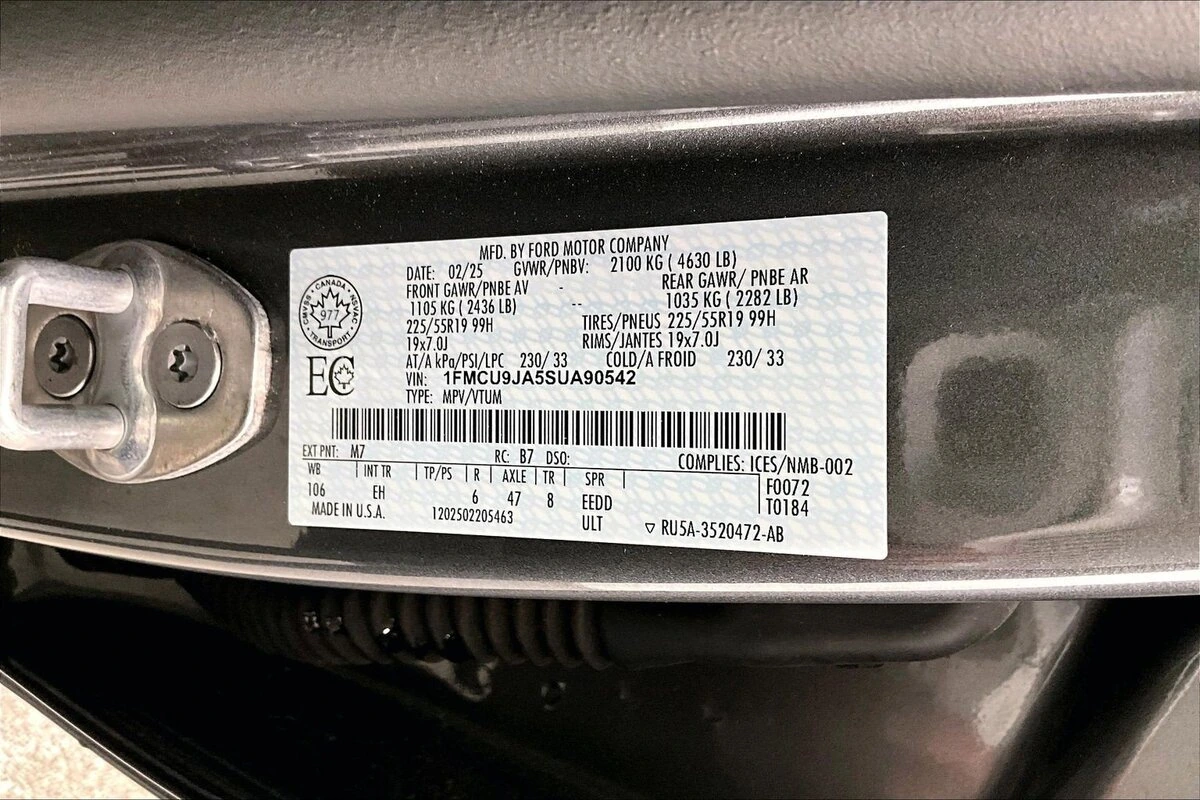 MFD. BY FORD MOTOR COMPANY
DATE: 02/25 GVWR/PNBV: 2100 KG ( 4630 LB)
FRONT GAWR/PNBE AV - REAR GAWR/ PNBE AR
1105 KG ( 2436 LB) -- 1035 KG ( 2282 LB)
225/55R19 99H TIRES/PNEUS 225/55R19 99H
19x7.0J RIMS/JANTES 19x7.0J
AT/A kPa/PSI/LPC 230/ 33 COLD/A FROID 230/ 33
VIN: 1FMCU9JA5SUA90542
TYPE: MPV/VTUM
CANADA
CMVSS 977 NSVAC
TRANSPORT
EC
EXT PNT: M7 RC: B7 DSO: COMPLIES: ICES/NMB-002
WB INT TR TP/PS R AXLE TR SPR F0072
106 EH 6 47 8 EEDD T0184
MADE IN U.S.A. 1202502205463 ULT ▽ RU5A-3520472-AB